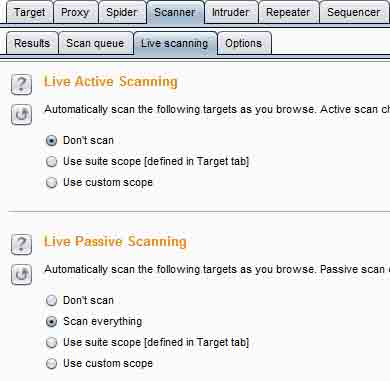 Target Proxy Spider Scanner Intruder Repeater Sequencer
Results Scan queue Live scanning Options
? Live Active Scanning
Automatically scan the following targets as you browse. Active scan
Don't scan
Use suite scope [defined in Target tab]
Use custom scope
? Live Passive Scanning
Automatically scan the following targets as you browse. Passive scan
Don't scan
Scan everything
Use suite scope [defined in Target tab]
Use custom scope